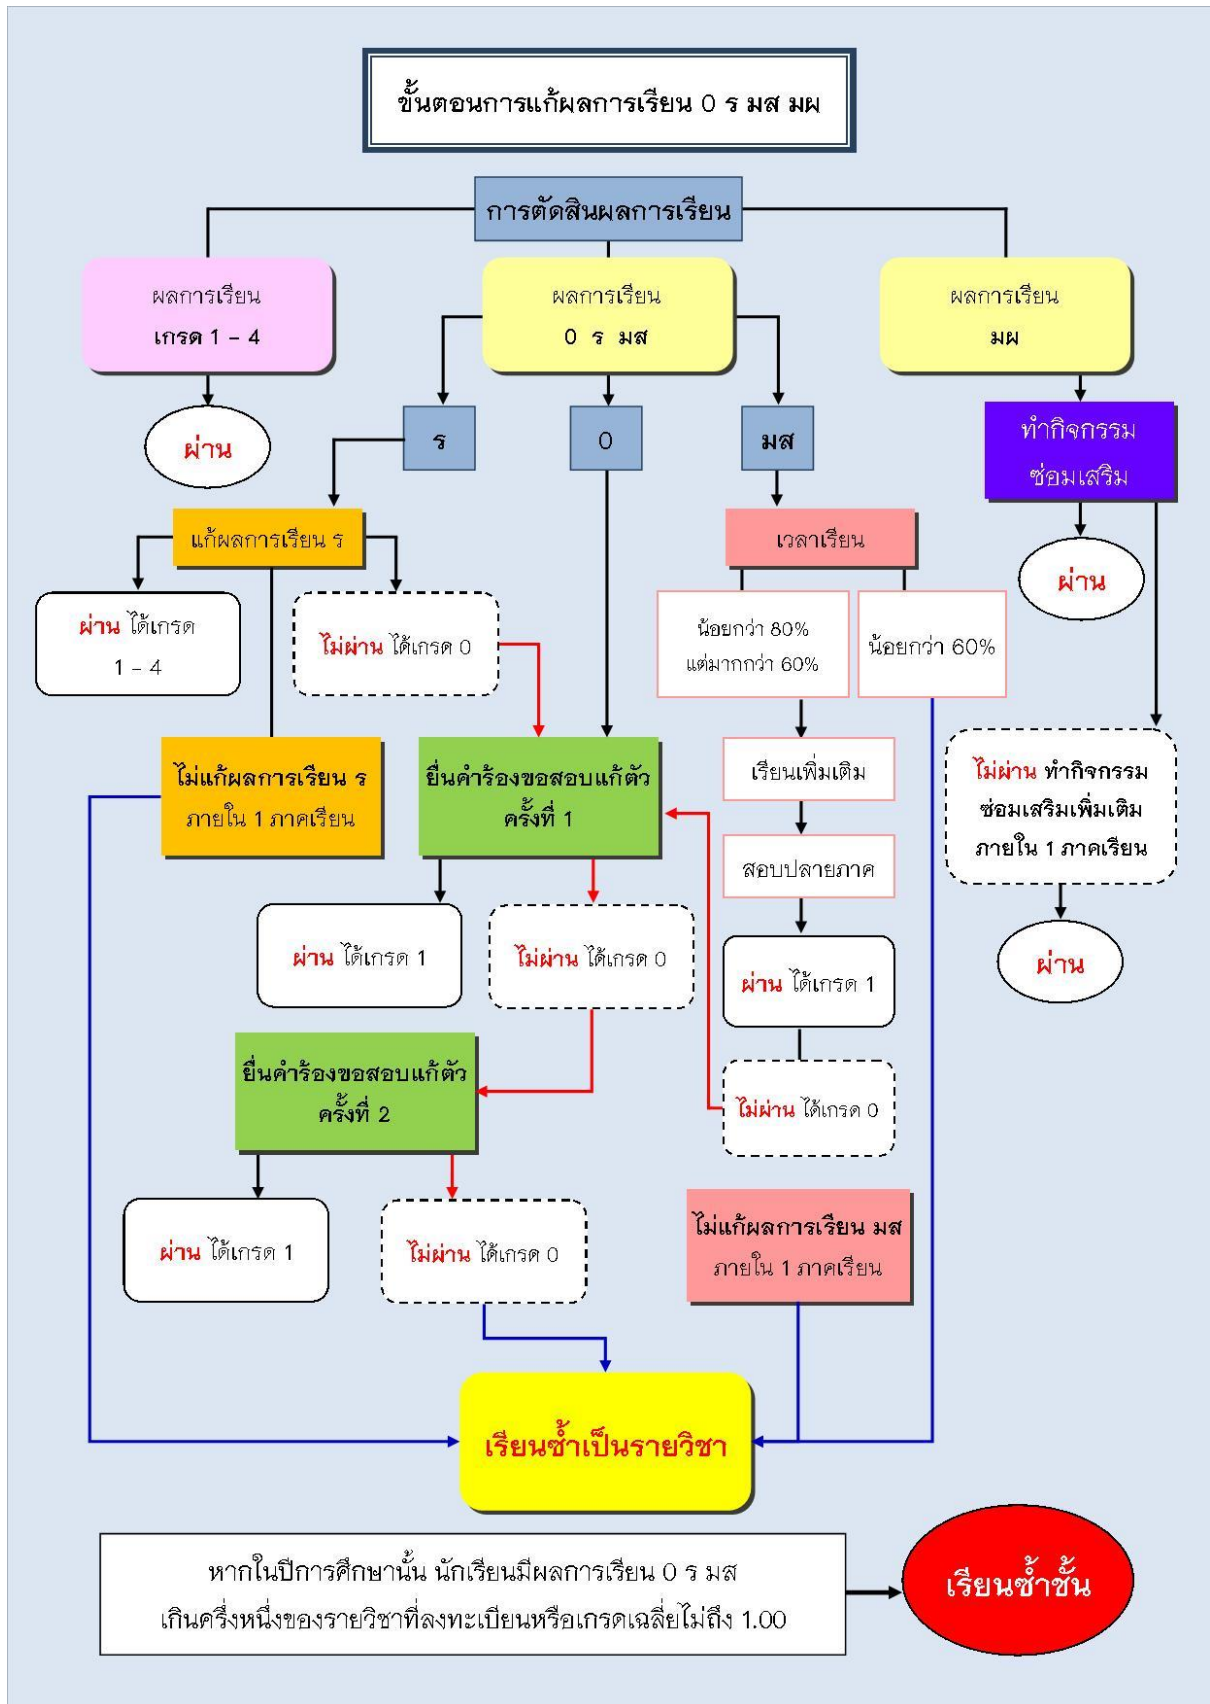 ขั้นตอนการแก้ผลการเรียน 0 ร มส มผ
การตัดสินผลการเรียน
ผลการเรียน
เกรด 1 - 4
ผลการเรียน
0 ร มส
ผลการเรียน
มผ
ผ่าน
ร
0
มส
ทำกิจกรรม
ซ่อมเสริม
แก้ผลการเรียน ร
เวลาเรียน
ผ่าน
ผ่าน ได้เกรด
1 - 4
ไม่ผ่าน ได้เกรด 0
น้อยกว่า 80%
แต่มากกว่า 60%
น้อยกว่า 60%
ไม่แก้ผลการเรียน ร
ภายใน 1 ภาคเรียน
ยื่นคำร้องขอสอบแก้ตัว
ครั้งที่ 1
เรียนเพิ่มเติม
ไม่ผ่าน ทำกิจกรรม
ซ่อมเสริมเพิ่มเติม
ภายใน 1 ภาคเรียน
สอบปลายภาค
ผ่าน ได้เกรด 1
ไม่ผ่าน ได้เกรด 0
ผ่าน ได้เกรด 1
ผ่าน
ยื่นคำร้องขอสอบแก้ตัว
ครั้งที่ 2
ไม่ผ่าน ได้เกรด 0
ผ่าน ได้เกรด 1
ไม่ผ่าน ได้เกรด 0
ไม่แก้ผลการเรียน มส
ภายใน 1 ภาคเรียน
เรียนซ้ำเป็นรายวิชา
หากในปีการศึกษานั้น นักเรียนมีผลการเรียน 0 ร มส
เกินครึ่งหนึ่งของรายวิชาที่ลงทะเบียนหรือเกรดเฉลี่ยไม่ถึง 1.00
เรียนซ้ำชั้น